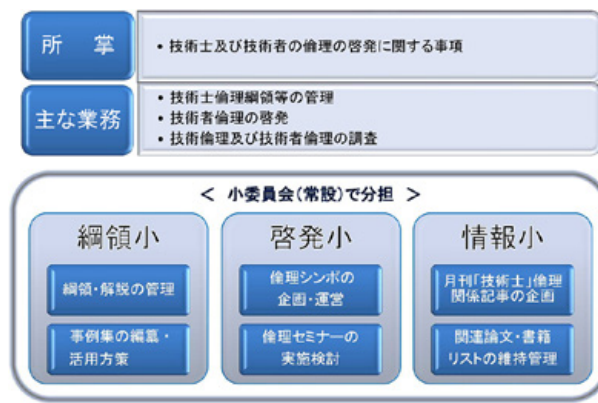 所 掌
• 技術士及び技術者の倫理の啓発に関する事項
主な業務
• 技術士倫理綱領等の管理
• 技術者倫理の啓発
• 技術倫理及び技術者倫理の調査
＜ 小委員会(常設)で分担 ＞
綱領小
綱領・解説の管理
事例集の編纂・
活用方策
啓発小
倫理シンポの
企画・運営
倫理セミナーの
実施検討
情報小
月刊「技術士」倫理
関係記事の企画
関連論文・書籍
リストの維持管理